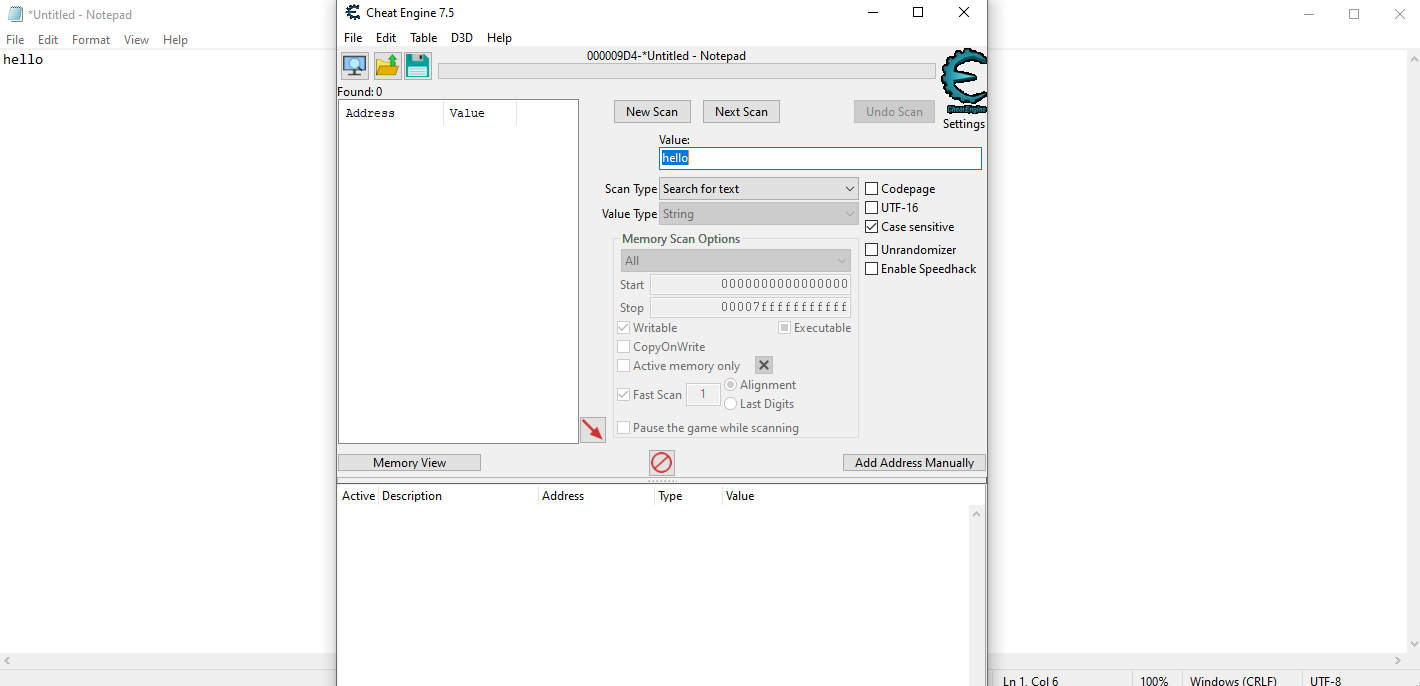 *Untitled - Notepad
File Edit Format View Help
hello
Cheat Engine 7.5
File Edit Table D3D Help
000009D4-*Untitled - Notepad
Found: 0
Address Value
New Scan Next Scan Undo Scan
Cheat Engine
Settings
Value:
hello
Scan Type Search for text
Value Type String
Codepage
UTF-16
Case sensitive
Unrandomizer
Enable Speedhack
Memory Scan Options
All
Start 0000000000000000
Stop 00007fffffffffff
Writable Executable
CopyOnWrite
Active memory only
Fast Scan 1 Alignment
Last Digits
Pause the game while scanning
Memory View Add Address Manually
Active Description Address Type Value
Ln 1, Col 6 100% Windows (CRLF) UTF-8